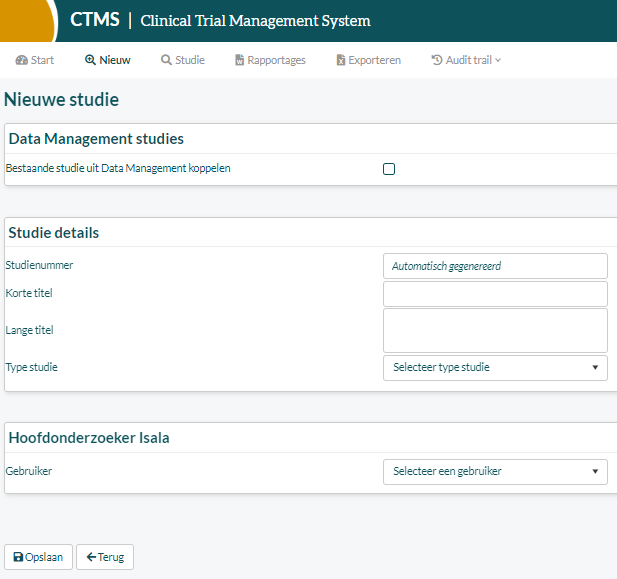 CTMS | Clinical Trial Management System
Start Nieuw Studie Rapportages Exporteren Audit trail
Nieuwe studie
Data Management studies
Bestaande studie uit Data Management koppelen
Studie details
Studienummer Automatisch gegenereerd
Korte titel
Lange titel
Type studie Selecteer type studie
Hoofdonderzoeker Isala
Gebruiker Selecteer een gebruiker
Opslaan Terug